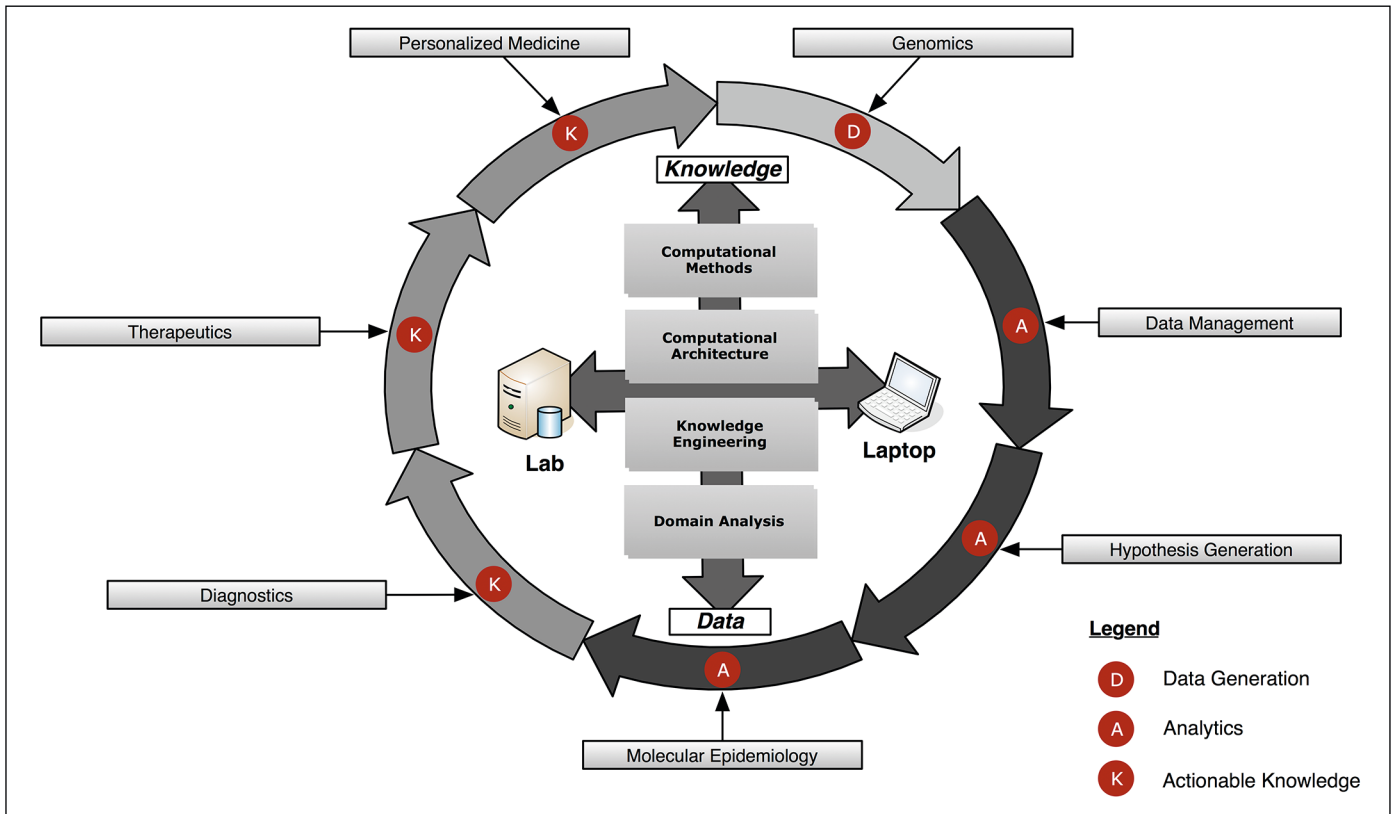 Personalized Medicine
Genomics
K
D
Knowledge
Computational
Methods
Therapeutics
K
Computational
Architecture
A
Data Management
Lab
Knowledge
Engineering
Laptop
Domain Analysis
A
Hypothesis Generation
Diagnostics
K
Data
A
Molecular Epidemiology
Legend
D
Data Generation
A
Analytics
K
Actionable Knowledge